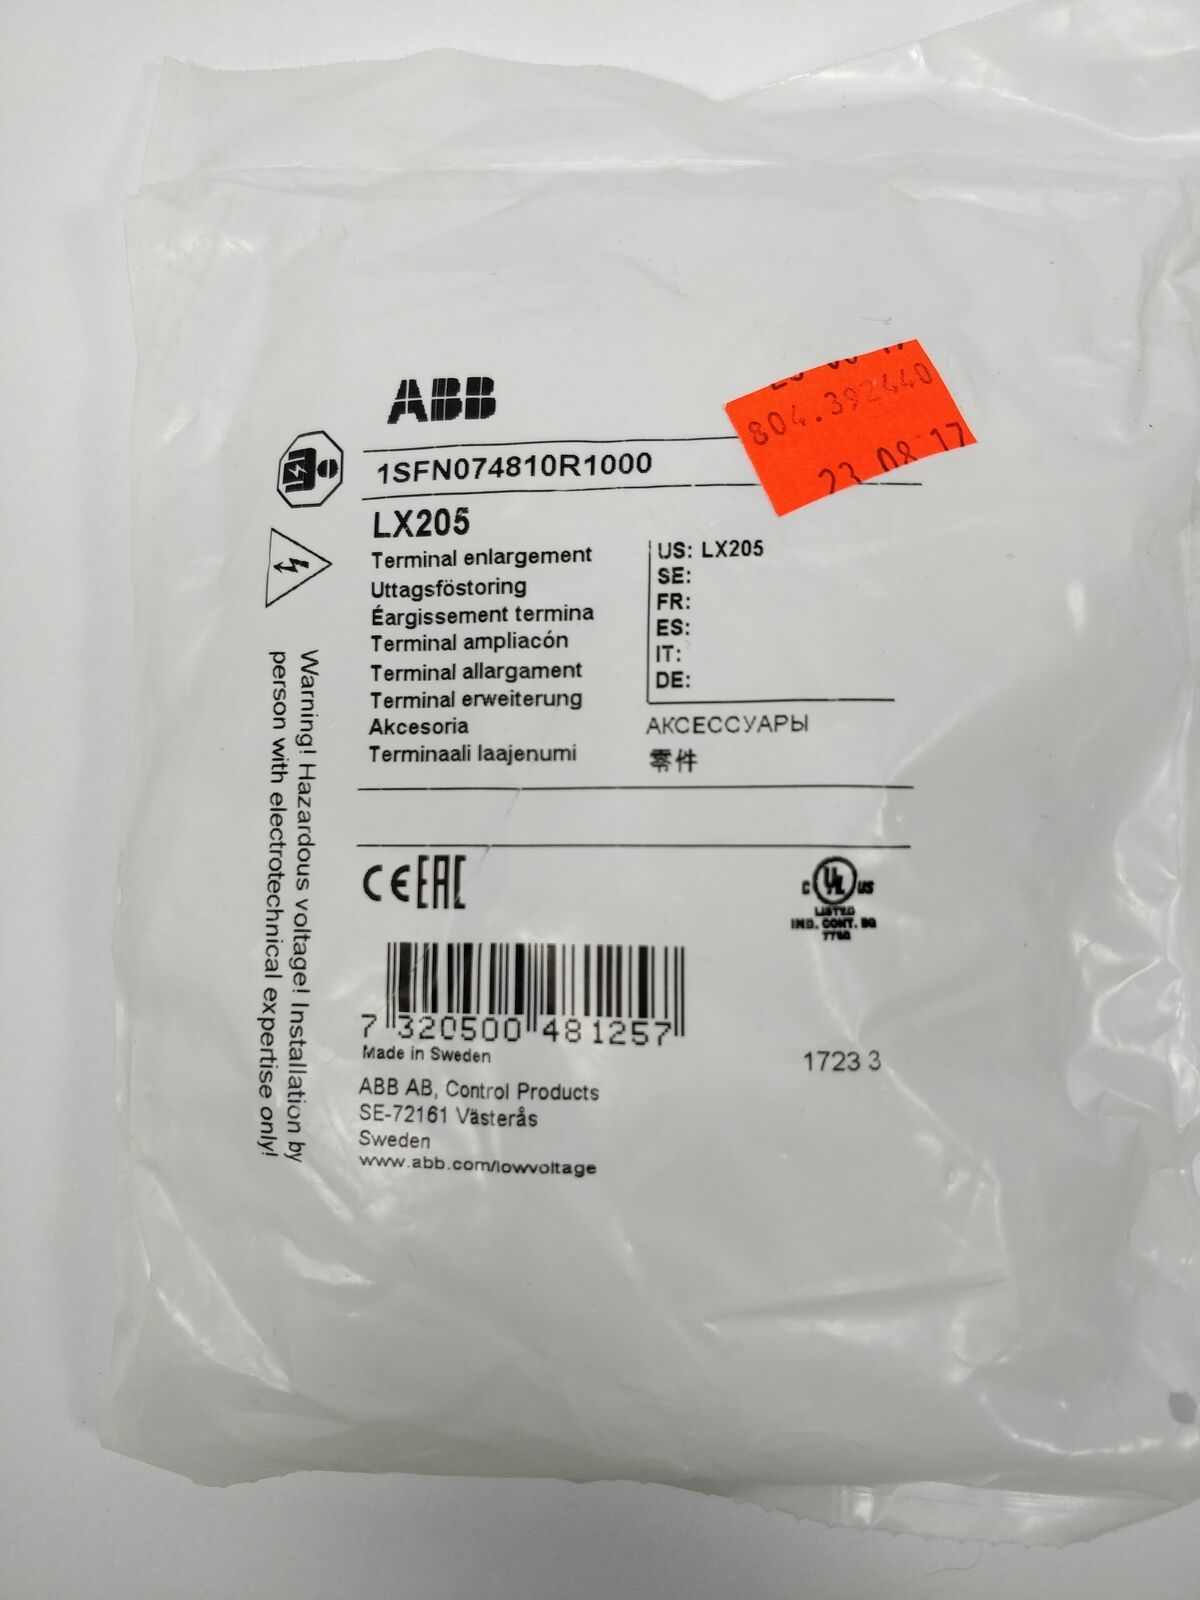 ABB
1SFN074810R1000
804.392440
23 08 17
LX205
Terminal enlargement
Uttagsföstoring
Éargissement termina
Terminal ampliacón
Terminal allargament
Terminal erweiterung
Akcesoria
Terminaali laajenumi
US: LX205
SE:
FR:
ES:
IT:
DE:
АКСЕССУАРЫ
零件
CE EAC
C UL US
LISTED
IND. CONT. EQ
Warning! Hazardous voltage! Installation by
person with electrotechnical expertise only!
7 320500 481257
Made in Sweden
1723 3
ABB AB, Control Products
SE-72161 Västerås
Sweden
www.abb.com/lowvoltage